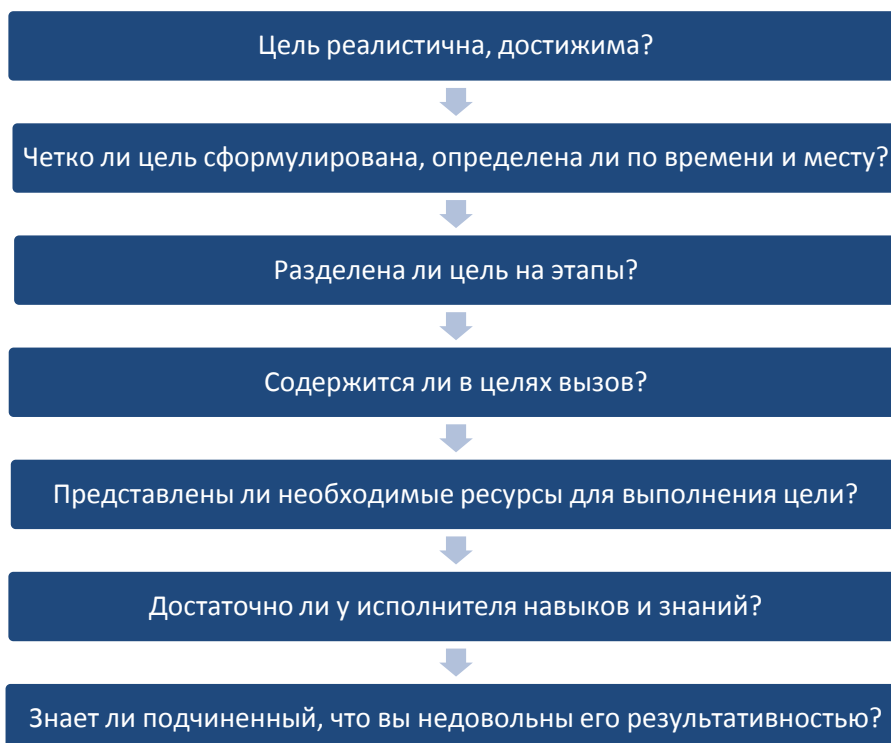 Цель реалистична, достижима?
Четко ли цель сформулирована, определена ли по времени и месту?
Разделена ли цель на этапы?
Содержится ли в целях вызов?
Представлены ли необходимые ресурсы для выполнения цели?
Достаточно ли у исполнителя навыков и знаний?
Знает ли подчиненный, что вы недовольны его результативностью?